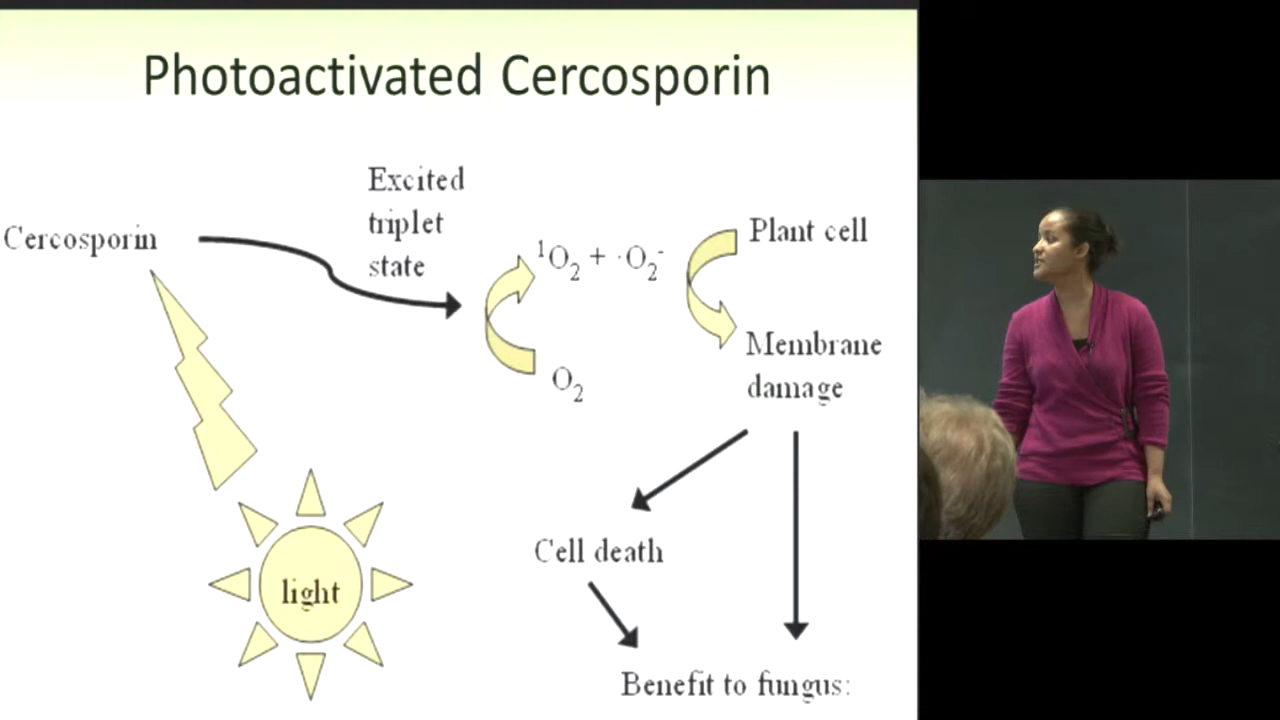 Photoactivated Cercosporin
Excited
triplet
state
Cercosporin
¹O₂ + ·O₂⁻
Plant cell
O₂
Membrane
damage
Cell death
light
Benefit to fungus: